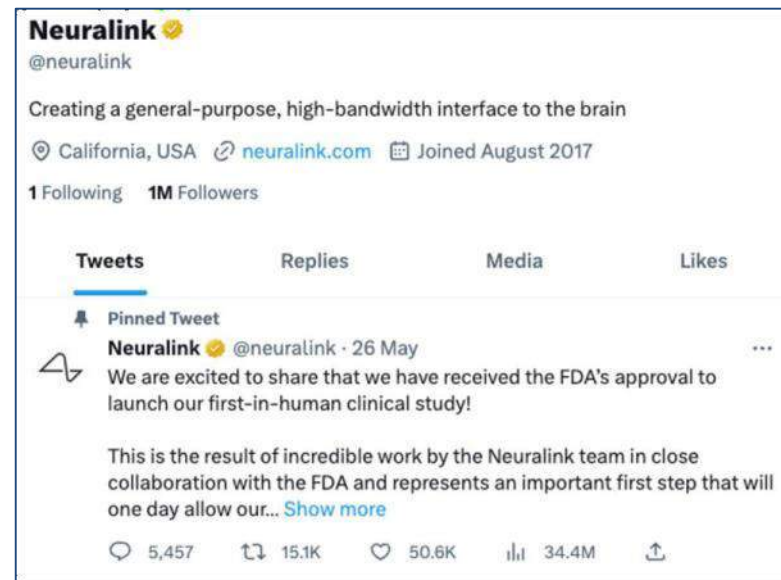 Neuralink
@neuralink
Creating a general-purpose, high-bandwidth interface to the brain
California, USA neuralink.com Joined August 2017
1 Following 1M Followers
Tweets Replies Media Likes
Pinned Tweet
Neuralink @neuralink · 26 May
We are excited to share that we have received the FDA's approval to
launch our first-in-human clinical study!
This is the result of incredible work by the Neuralink team in close
collaboration with the FDA and represents an important first step that will
one day allow our... Show more
5,457 15.1K 50.6K 34.4M